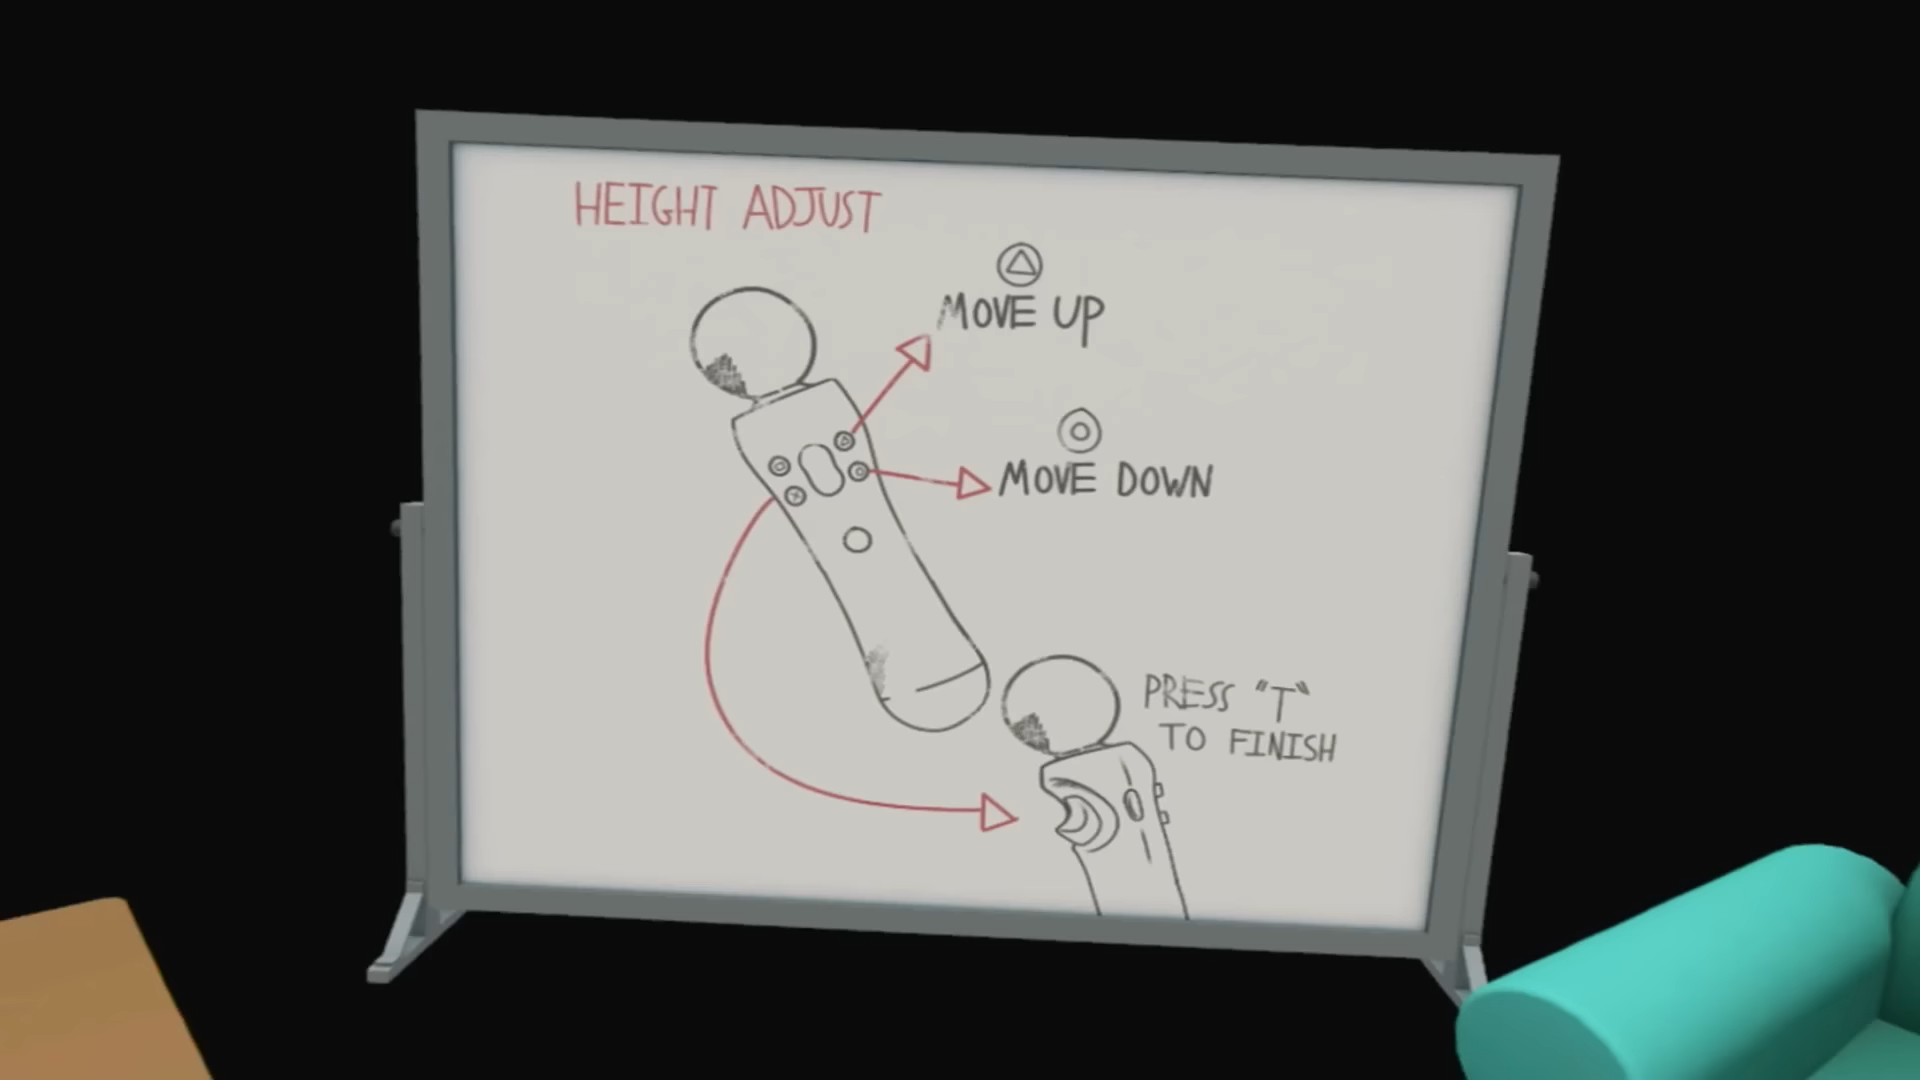 HEIGHT ADJUST
MOVE UP
MOVE DOWN
PRESS "T"
TO FINISH